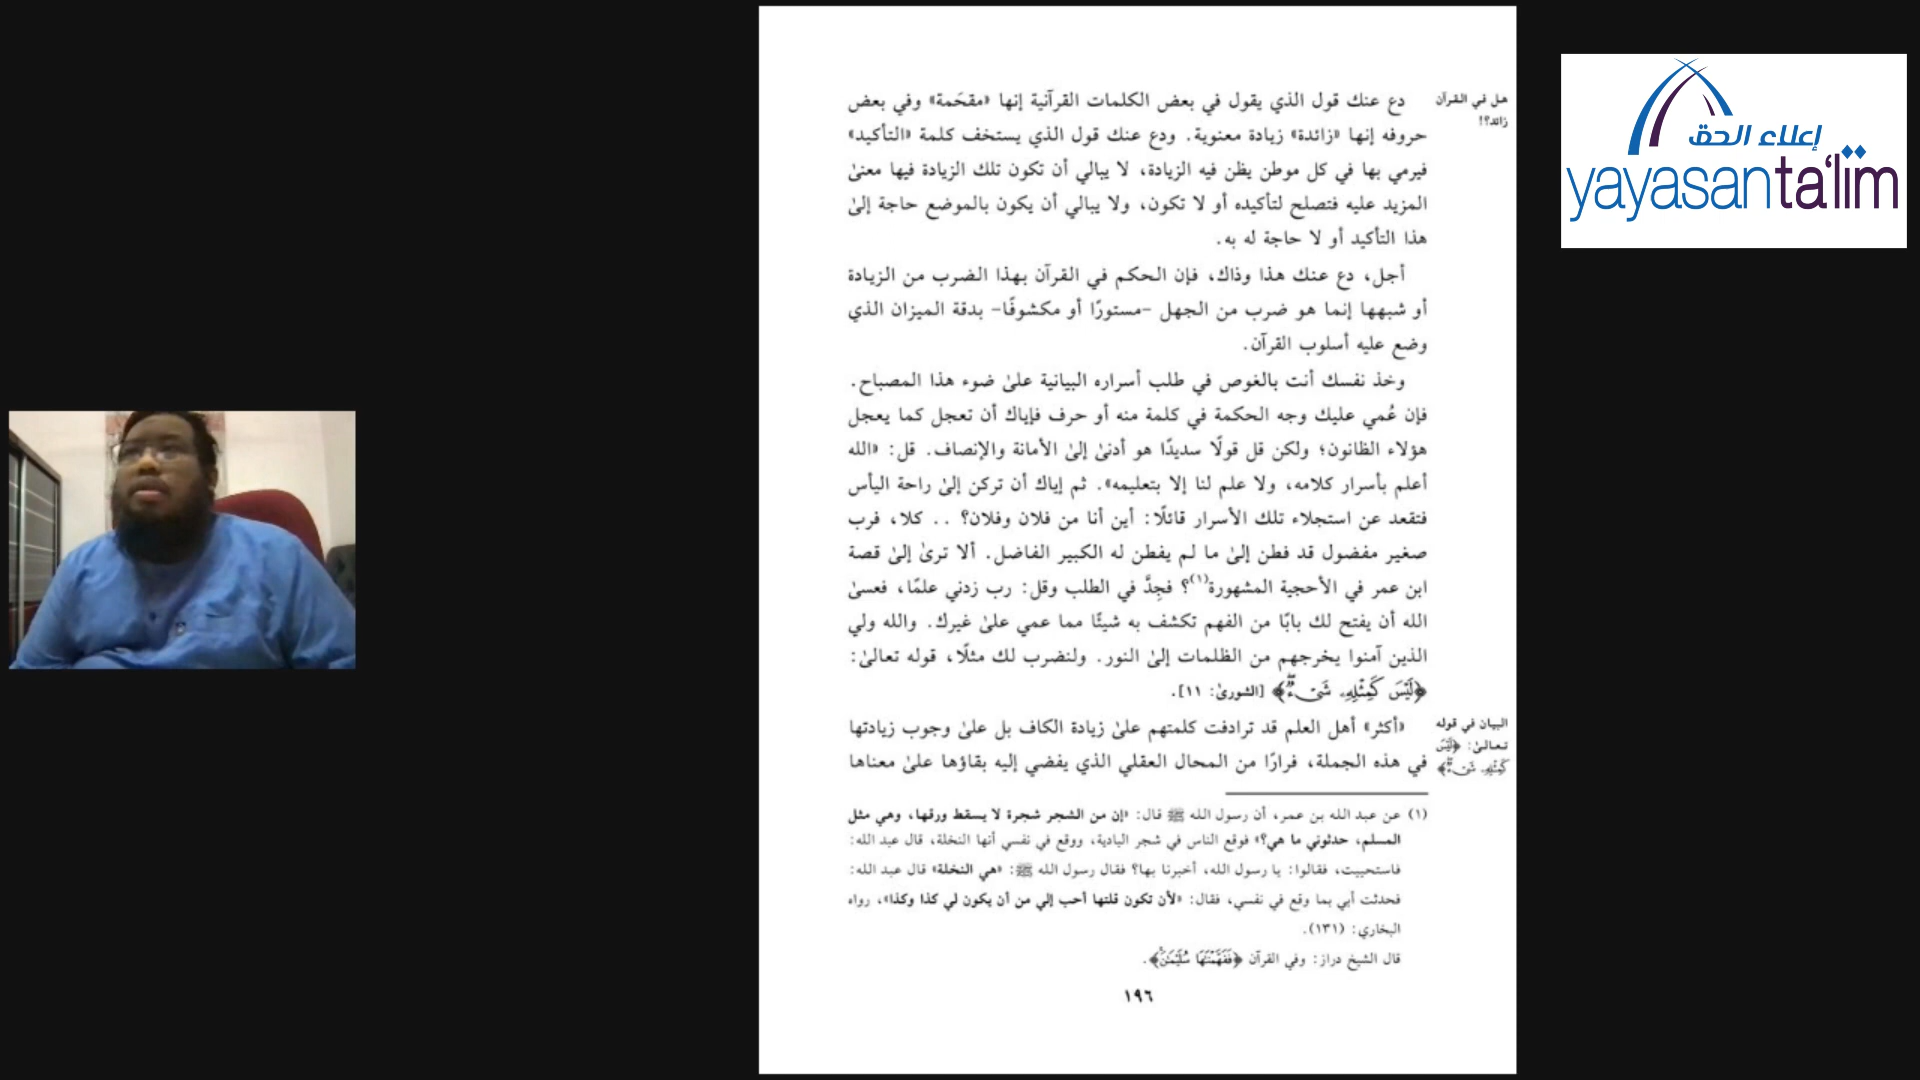 هل في القرآن
زائد؟!
دع عنك قول الذي يقول في بعض الكلمات القرآنية إنها «مقحَمة» وفي بعض
حروفه إنها «زائدة» زيادة معنوية. ودع عنك قول الذي يستخف كلمة «التأكيد»
فيرمي بها في كل موطن يظن فيه الزيادة، لا يبالي أن تكون تلك الزيادة فيها معنىٰ
المزيد عليه فتصلح لتأكيده أو لا تكون، ولا يبالي أن يكون بالموضع حاجة إلىٰ
هذا التأكيد أو لا حاجة له به.
أجل، دع عنك هذا وذاك، فإن الحكم في القرآن بهذا الضرب من الزيادة
أو شبهها إنما هو ضرب من الجهل -مستورًا أو مكشوفًا- بدقة الميزان الذي
وضع عليه أسلوب القرآن.
وخذ نفسك أنت بالغوص في طلب أسراره البيانية علىٰ ضوء هذا المصباح.
فإن عُمي عليك وجه الحكمة في كلمة منه أو حرف فإياك أن تعجل كما يعجل
هؤلاء الظانون؛ ولكن قل قولًا سديدًا هو أدنىٰ إلىٰ الأمانة والإنصاف. قل: «الله
أعلم بأسرار كلامه، ولا علم لنا إلا بتعليمه». ثم إياك أن تركن إلىٰ راحة اليأس
فتقعد عن استجلاء تلك الأسرار قائلًا: أين أنا من فلان وفلان؟ .. كلا، فرب
صغير مفضول قد فطن إلىٰ ما لم يفطن له الكبير الفاضل. ألا ترىٰ إلىٰ قصة
ابن عمر في الأحجية المشهورة(١)؟ فجِدَّ في الطلب وقل: رب زدني علمًا، فعسىٰ
الله أن يفتح لك بابًا من الفهم تكشف به شيئًا مما عمي علىٰ غيرك. والله ولي
الذين آمنوا يخرجهم من الظلمات إلىٰ النور. ولنضرب لك مثلًا، قوله تعالىٰ:
﴿لَيْسَ كَمِثْلِهِۦ شَىْءٌ﴾ [الشورىٰ: ١١].
البيان في قوله
تعالىٰ: ﴿لَيْسَ
كَمِثْلِهِۦ شَىْءٌ﴾
«أكثر» أهل العلم قد ترادفت كلمتهم علىٰ زيادة الكاف بل علىٰ وجوب زيادتها
في هذه الجملة، فرارًا من المحال العقلي الذي يفضي إليه بقاؤها علىٰ معناها
(١) عن عبد الله بن عمر، أن رسول الله ﷺ قال: «إن من الشجر شجرة لا يسقط ورقها، وهي مثل
المسلم، حدثوني ما هي؟» فوقع الناس في شجر البادية، ووقع في نفسي أنها النخلة، قال عبد الله:
فاستحييت، فقالوا: يا رسول الله، أخبرنا بها؟ فقال رسول الله ﷺ: «هي النخلة» قال عبد الله:
فحدثت أبي بما وقع في نفسي، فقال: «لأن تكون قلتها أحب إلي من أن يكون لي كذا وكذا»، رواه
البخاري: (١٣١).
قال الشيخ دراز: وفي القرآن ﴿فَفَهَّمْنَٰهَا سُلَيْمَٰنَ﴾.
١٩٦
إعلاء الحق
yayasanta'lim